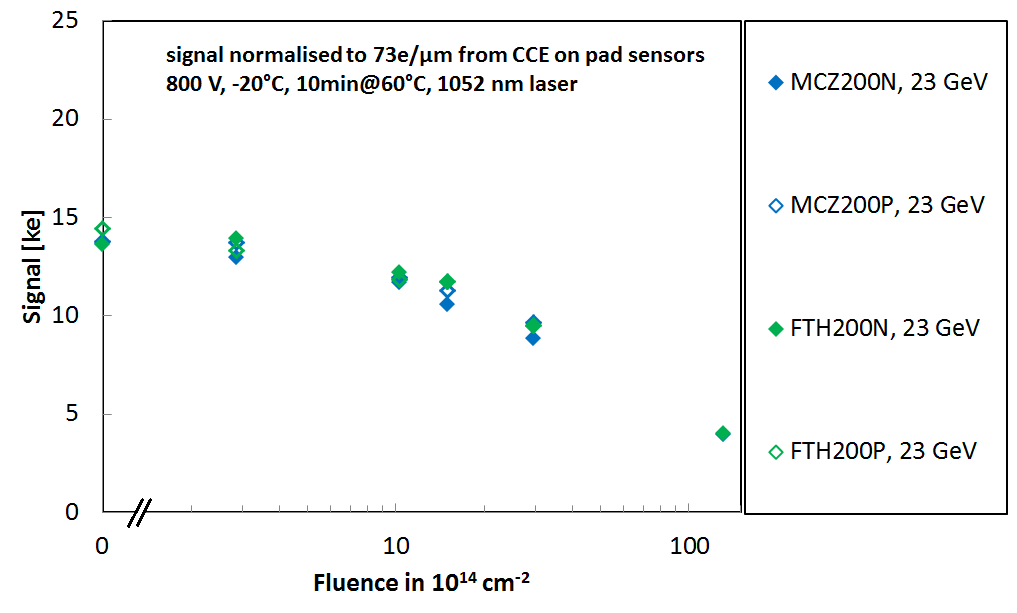 25
20
15
10
5
0
Signal [ke]
signal normalised to 73e/µm from CCE on pad sensors
800 V, -20°C, 10min@60°C, 1052 nm laser
0
10
100
Fluence in 10¹⁴ cm⁻²
MCZ200N, 23 GeV
MCZ200P, 23 GeV
FTH200N, 23 GeV
FTH200P, 23 GeV